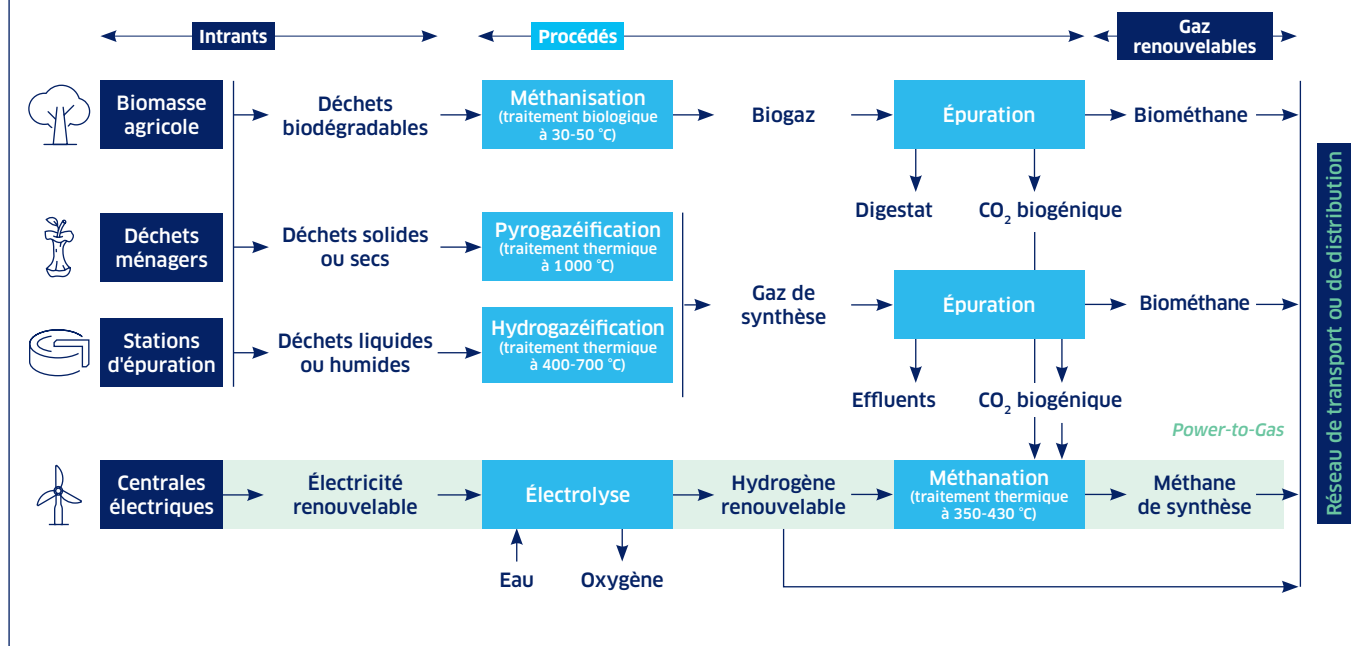 Intrants
Procédés
Gaz
renouvelables
Biomasse
agricole
Déchets
biodégradables
Méthanisation
(traitement biologique
à 30-50 °C)
Biogaz
Épuration
Biométhane
Digestat
CO₂ biogénique
Déchets
ménagers
Déchets solides
ou secs
Pyrogazéification
(traitement thermique
à 1 000 °C)
Gaz de
synthèse
Épuration
Biométhane
Stations
d'épuration
Déchets liquides
ou humides
Hydrogazéification
(traitement thermique
à 400-700 °C)
Effluents
CO₂ biogénique
Power-to-Gas
Centrales
électriques
Électricité
renouvelable
Électrolyse
Hydrogène
renouvelable
Méthanation
(traitement thermique
à 350-430 °C)
Méthane
de synthèse
Eau
Oxygène
Réseau de transport ou de distribution